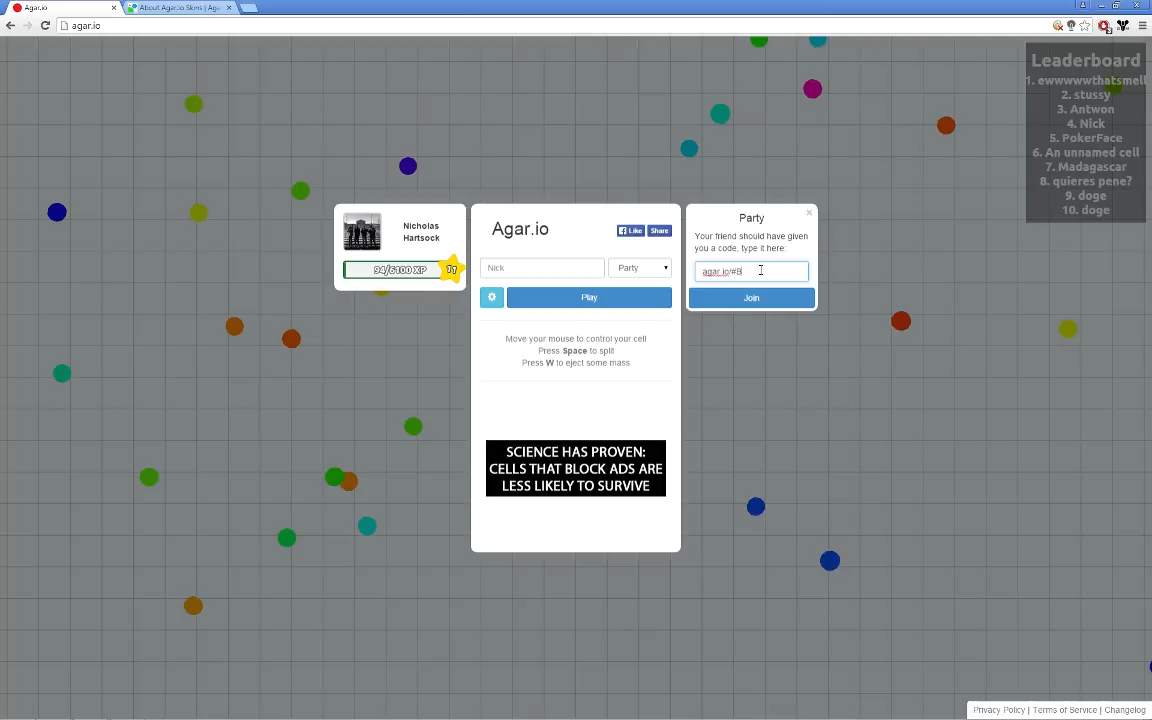 Agar.io
About Agar.io Skins | Aga
agar.io
Leaderboard
1. ewwwwwthatsmell
2. stussy
3. Antwon
4. Nick
5. PokerFace
6. An unnamed cell
7. Madagascar
8. quieres pene?
9. doge
10. doge
Nicholas
Hartsock
94/6100 XP
11
Agar.io
Like
Share
Nick
Party
Play
Move your mouse to control your cell
Press Space to split
Press W to eject some mass
SCIENCE HAS PROVEN:
CELLS THAT BLOCK ADS ARE
LESS LIKELY TO SURVIVE
Party
Your friend should have given
you a code, type it here:
agar.io/#B
Join
Privacy Policy | Terms of Service | Changelog